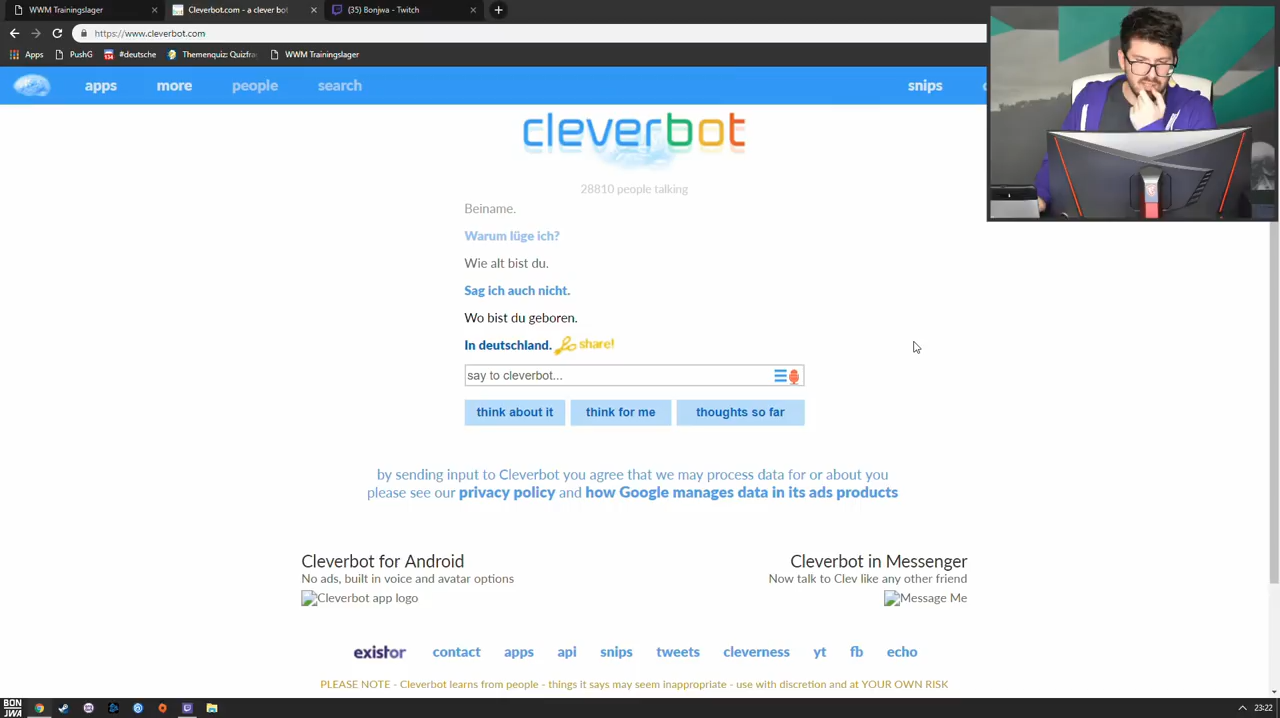 WWM Trainingslager
Cleverbot.com - a clever bot
(35) Bonjwa - Twitch
https://www.cleverbot.com
Apps
PushG
#deutsche
Themenquiz: Quizfra
WWM Trainingslager
apps
more
people
search
snips
cleverbot
28810 people talking
Beiname.
Warum lüge ich?
Wie alt bist du.
Sag ich auch nicht.
Wo bist du geboren.
In deutschland. share!
say to cleverbot...
think about it
think for me
thoughts so far
by sending input to Cleverbot you agree that we may process data for or about you
please see our privacy policy and how Google manages data in its ads products
Cleverbot for Android
No ads, built in voice and avatar options
Cleverbot app logo
Cleverbot in Messenger
Now talk to Clev like any other friend
Message Me
existor
contact
apps
api
snips
tweets
cleverness
yt
fb
echo
PLEASE NOTE - Cleverbot learns from people - things it says may seem inappropriate - use with discretion and at YOUR OWN RISK
BON
JWA
23:22